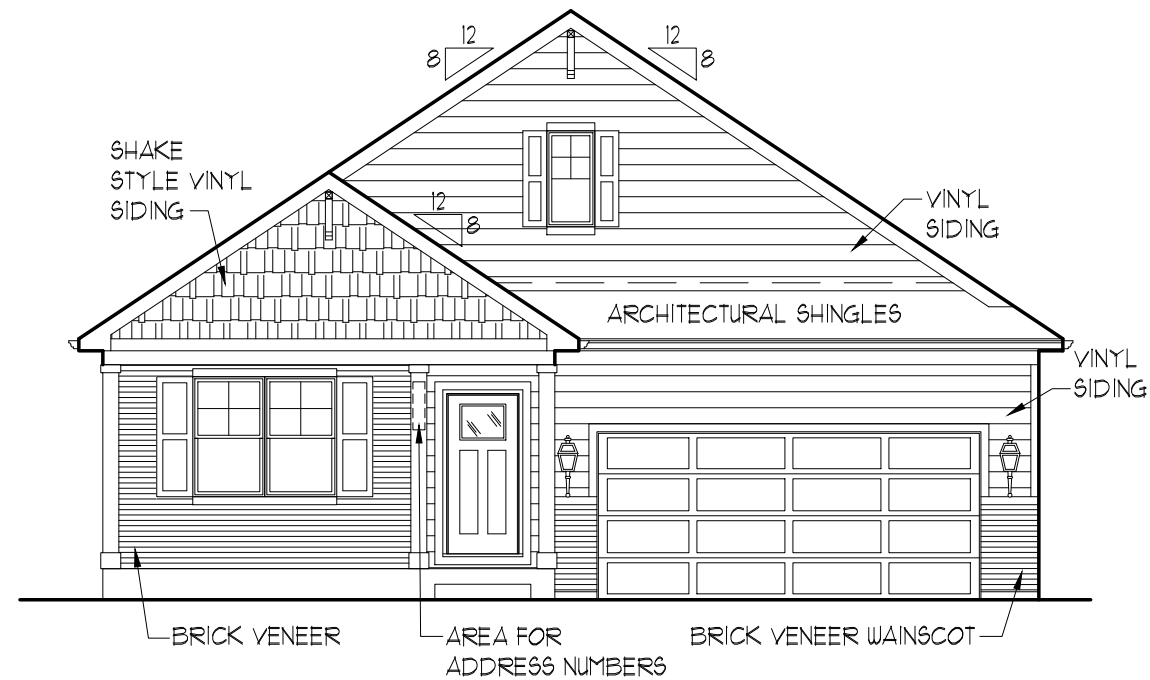 12
8
12
8
SHAKE
STYLE VINYL
SIDING
12
8
VINYL
SIDING
ARCHITECTURAL SHINGLES
VINYL
SIDING
BRICK VENEER
AREA FOR
ADDRESS NUMBERS
BRICK VENEER WAINSCOT